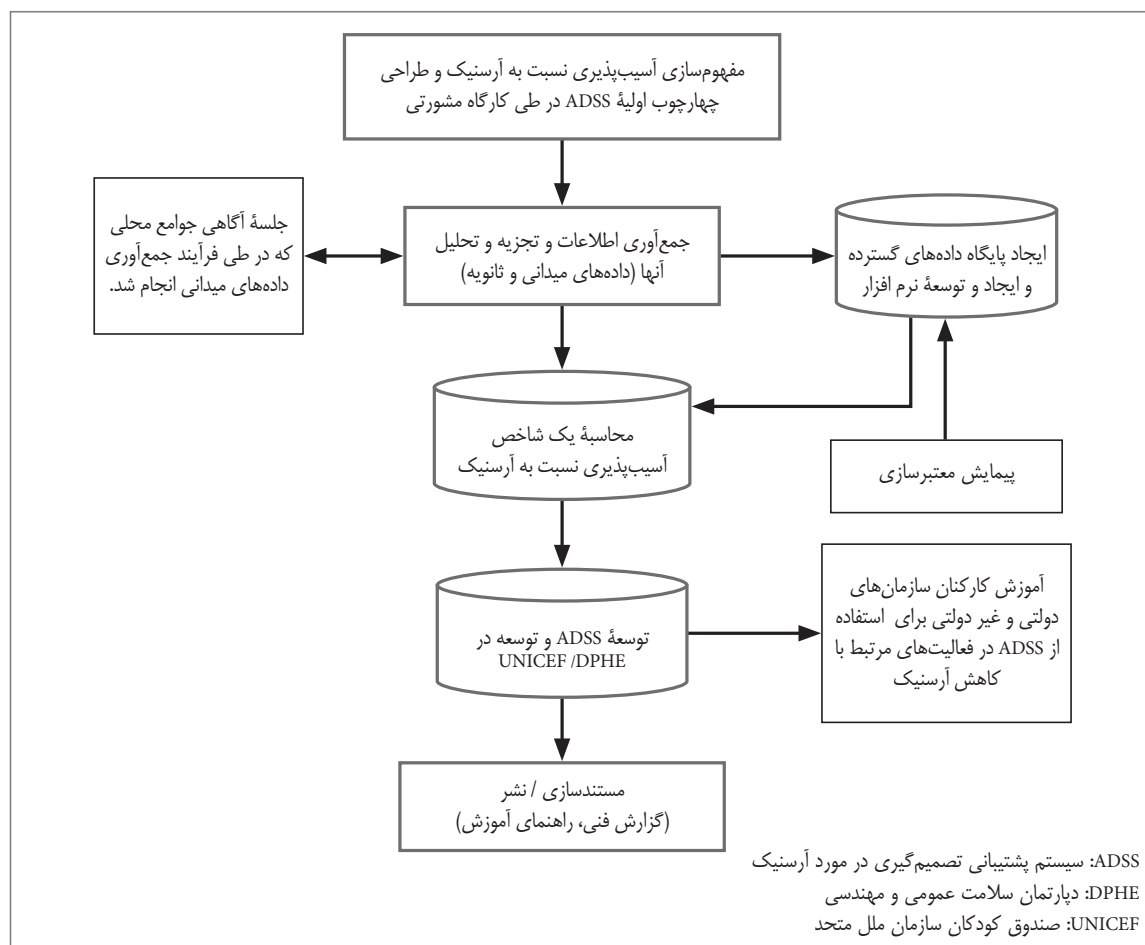 مفهوم‌سازی آسیب‌پذیری نسبت به آرسنیک و طراحی
چهارچوب اولیهٔ ADSS در طی کارگاه مشورتی
جلسهٔ آگاهی جوامع محلی
که در طی فرآیند جمع‌آوری
داده‌های میدانی انجام شد.
جمع‌آوری اطلاعات و تجزیه و تحلیل
آنها (داده‌های میدانی و ثانویه)
ایجاد پایگاه داده‌های گسترده
و ایجاد و توسعهٔ نرم افزار
محاسبهٔ یک شاخص
آسیب‌پذیری نسبت به آرسنیک
پیمایش معتبرسازی
توسعهٔ ADSS و توسعه در
UNICEF /DPHE
آموزش کارکنان سازمان‌های
دولتی و غیر دولتی برای استفاده
از ADSS در فعالیت‌های مرتبط با
کاهش آرسنیک
مستندسازی / نشر
(گزارش فنی، راهنمای آموزش)
ADSS: سیستم پشتیبانی تصمیم‌گیری در مورد آرسنیک
DPHE: دپارتمان سلامت عمومی و مهندسی
UNICEF: صندوق کودکان سازمان ملل متحد